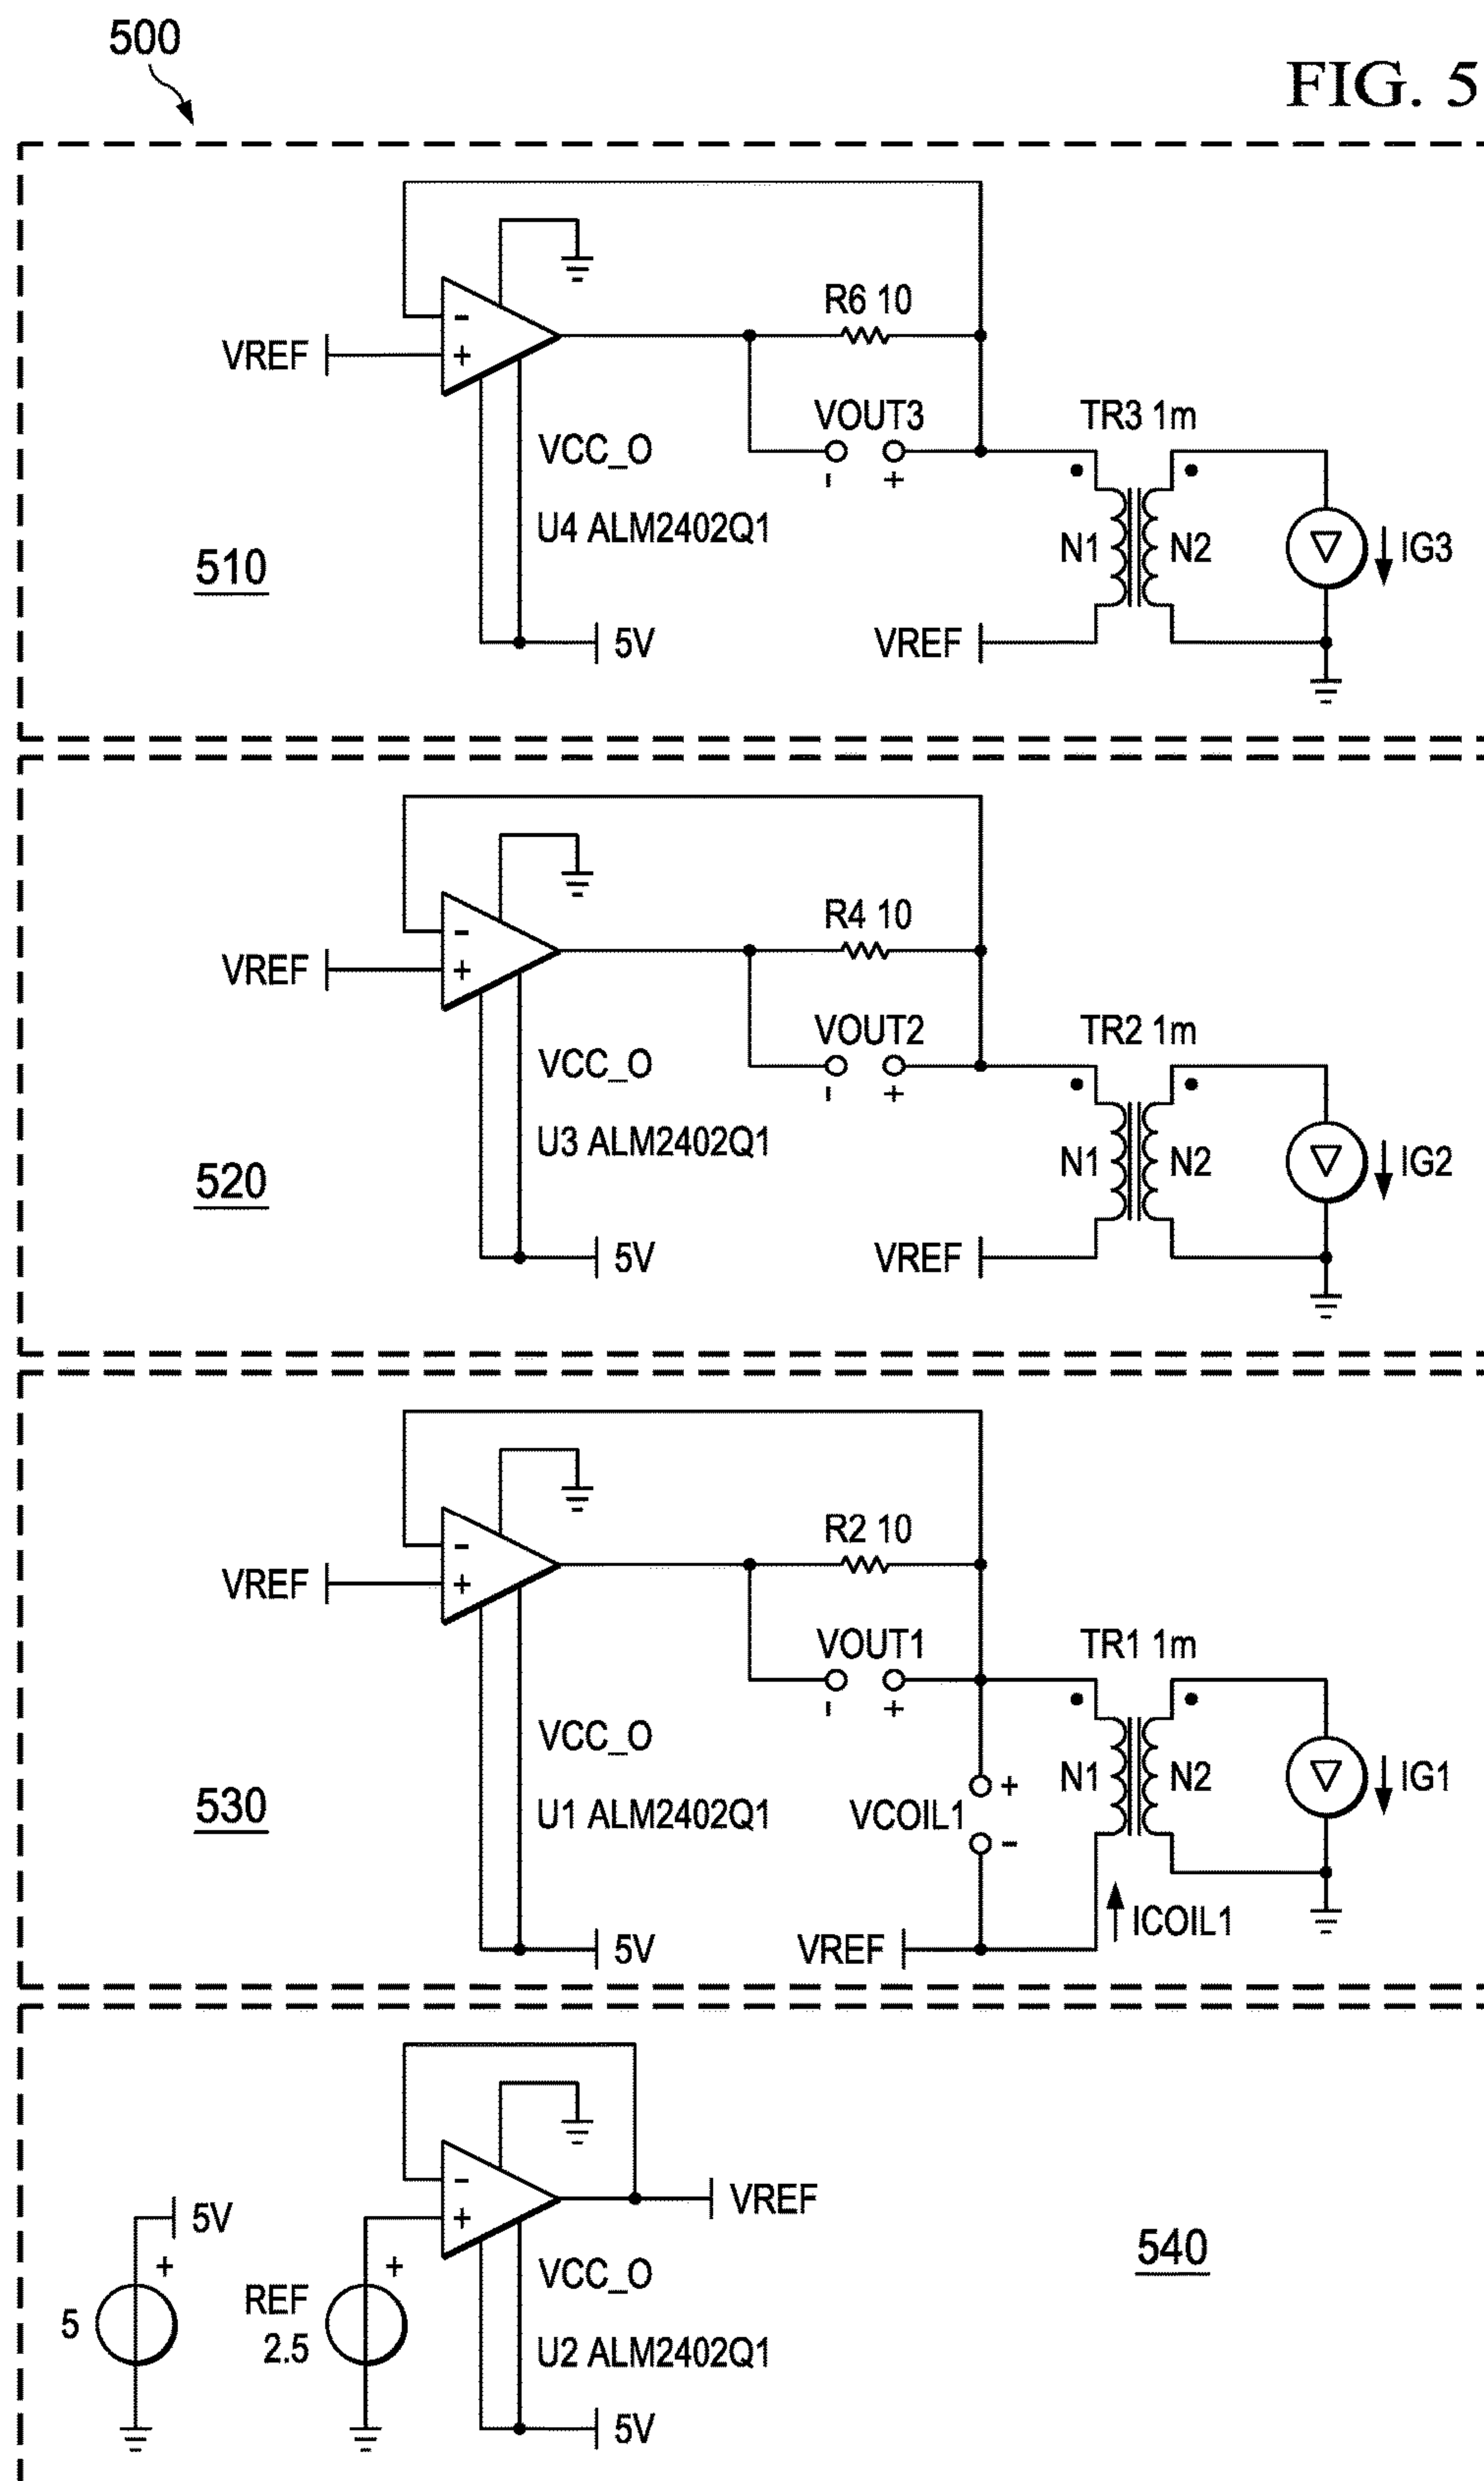 500
FIG. 5
R6 10
-
VREF
+
VOUT3
TR3 1m
VCC_O
- +
U4 ALM2402Q1
N1 N2
IG3
510
5V
VREF
R4 10
-
VREF
+
VOUT2
TR2 1m
VCC_O
- +
U3 ALM2402Q1
N1 N2
IG2
520
5V
VREF
R2 10
-
VREF
+
VOUT1
TR1 1m
- +
VCC_O
+
N1 N2
IG1
530
U1 ALM2402Q1
VCOIL1
-
ICOIL1
5V
VREF
-
VREF
5V
+
540
+
+
VCC_O
REF
5
2.5
U2 ALM2402Q1
5V